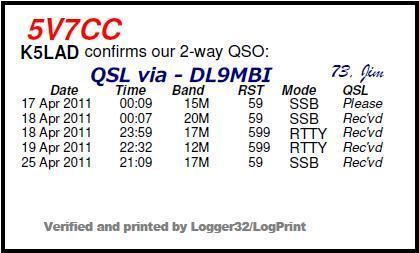 5V7CC
K5LAD confirms our 2-way QSO:
QSL via - DL9MBI 73, Jim
Date Time Band RST Mode QSL
17 Apr 2011 00:09 15M 59 SSB Please
18 Apr 2011 00:07 20M 59 SSB Rec'vd
18 Apr 2011 23:59 17M 599 RTTY Rec'vd
19 Apr 2011 22:32 12M 599 RTTY Rec'vd
25 Apr 2011 21:09 17M 59 SSB Rec'vd
Verified and printed by Logger32/LogPrint